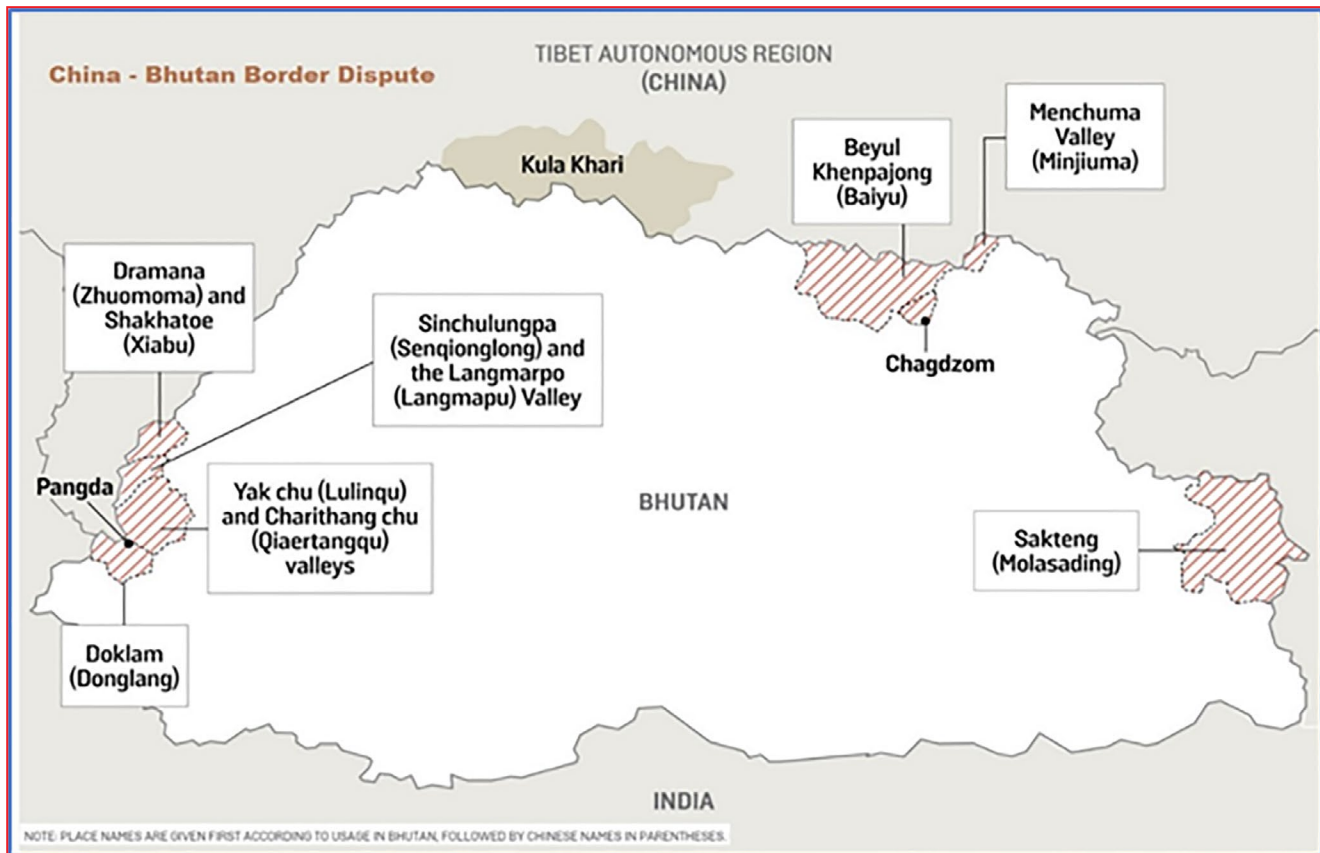 China - Bhutan Border Dispute
TIBET AUTONOMOUS REGION
(CHINA)
Kula Khari
Beyul
Khenpajong
(Baiyu)
Menchuma
Valley
(Minjiuma)
Dramana
(Zhuomoma) and
Shakhatoe
(Xiabu)
Sinchulungpa
(Senqionglong) and
the Langmarpo
(Langmapu) Valley
Chagdzom
Pangda
Yak chu (Lulinqu)
and Charithang chu
(Qiaertangqu)
valleys
BHUTAN
Sakteng
(Molasading)
Doklam
(Donglang)
INDIA
NOTE: PLACE NAMES ARE GIVEN FIRST ACCORDING TO USAGE IN BHUTAN, FOLLOWED BY CHINESE NAMES IN PARENTHESES.